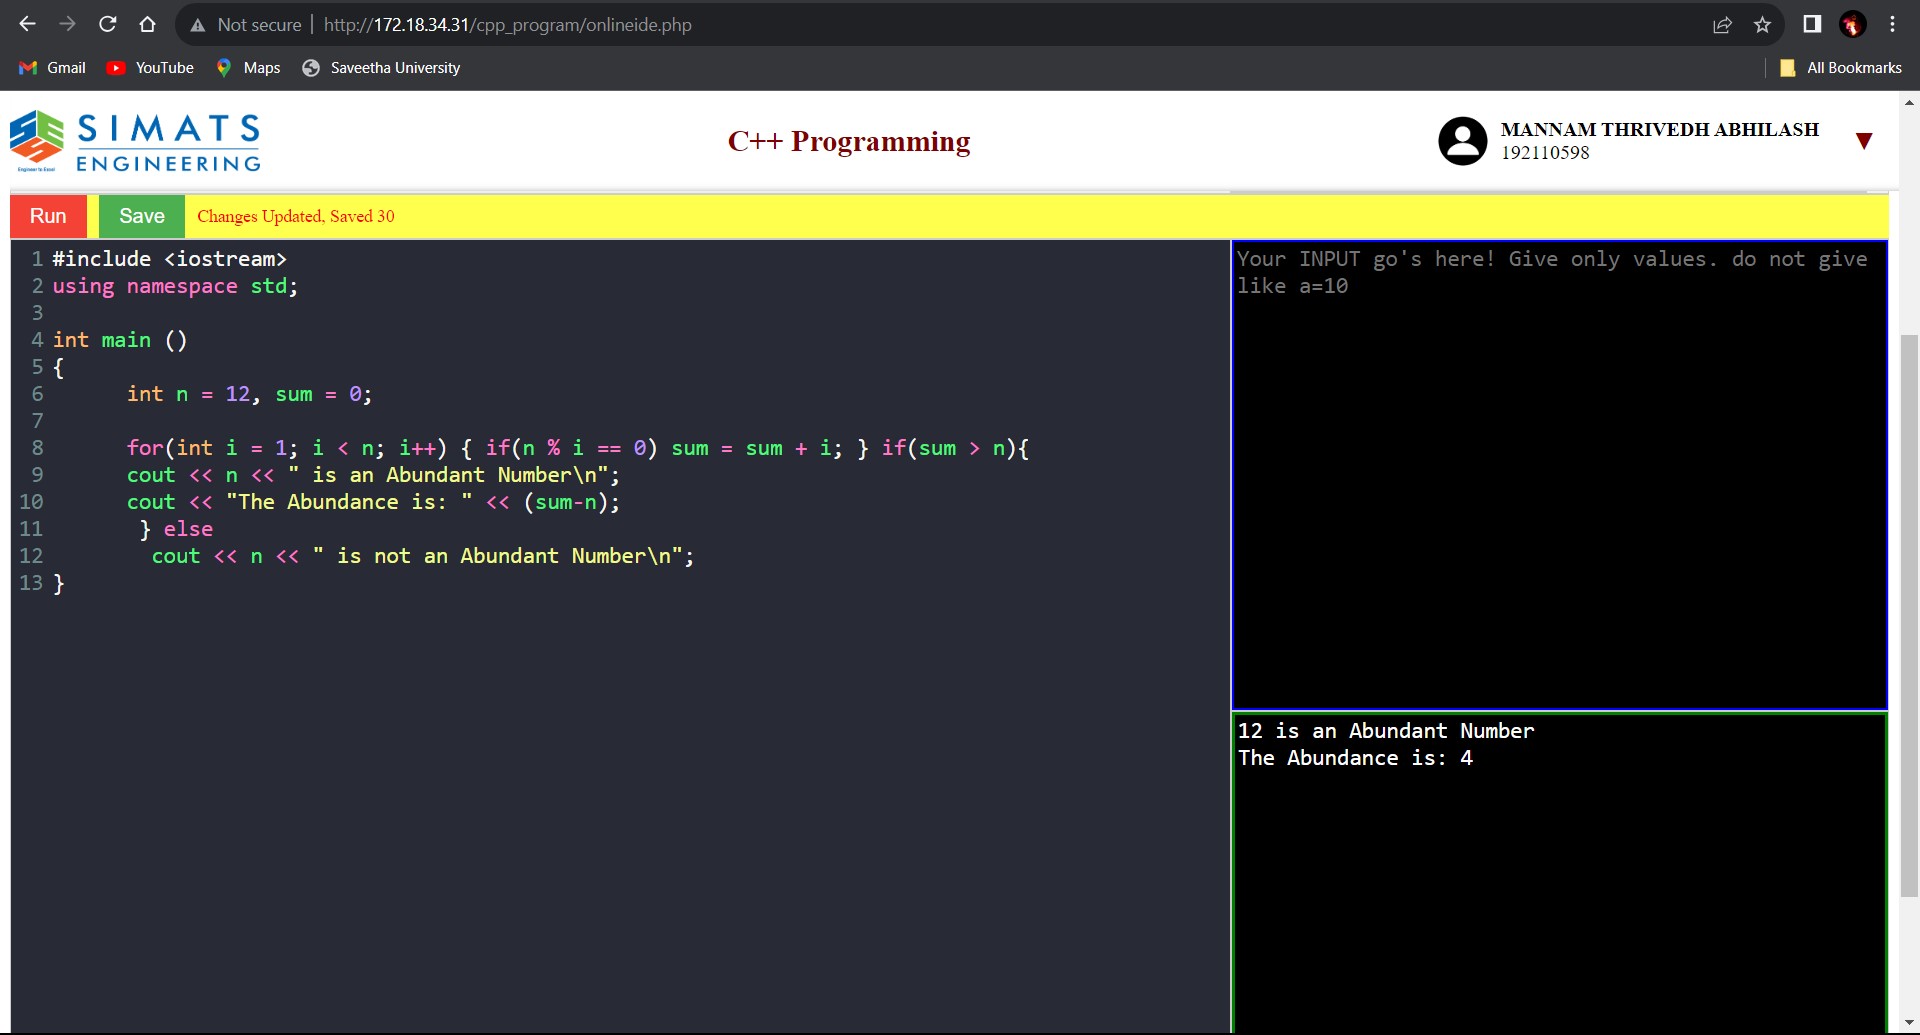 Not secure http://172.18.34.31/cpp_program/onlineide.php
Gmail YouTube Maps Saveetha University All Bookmarks
SIMATS
ENGINEERING
Engineer to Excel
C++ Programming
MANNAM THRIVEDH ABHILASH
192110598
Run Save Changes Updated, Saved 30
1 #include <iostream>
2 using namespace std;
3
4 int main ()
5 {
6 int n = 12, sum = 0;
7
8 for(int i = 1; i < n; i++) { if(n % i == 0) sum = sum + i; } if(sum > n){
9 cout << n << " is an Abundant Number\n";
10 cout << "The Abundance is: " << (sum-n);
11 } else
12 cout << n << " is not an Abundant Number\n";
13 }
Your INPUT go's here! Give only values. do not give
like a=10
12 is an Abundant Number
The Abundance is: 4